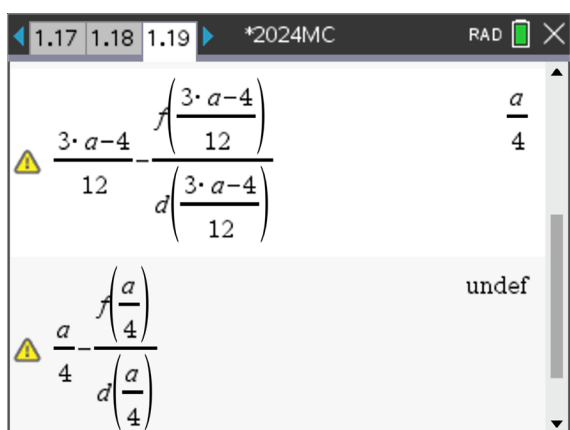 1.17 1.18 1.19 *2024MC RAD
3·a−4
12 − f(3·a−4
12)
d(3·a−4
12) a
4
a
4 − f(a
4)
d(a
4) undef